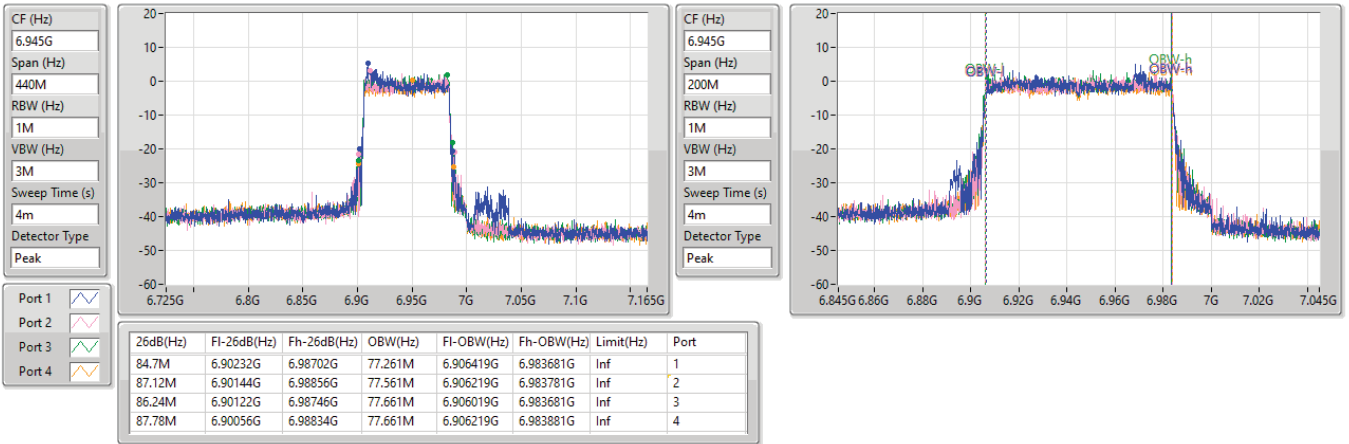 CF (Hz)
6.945G
Span (Hz)
440M
RBW (Hz)
1M
VBW (Hz)
3M
Sweep Time (s)
4m
Detector Type
Peak
20
10
0
-10
-20
-30
-40
-50
-60
6.725G 6.8G 6.85G 6.9G 6.95G 7G 7.05G 7.1G 7.165G
CF (Hz)
6.945G
Span (Hz)
200M
RBW (Hz)
1M
VBW (Hz)
3M
Sweep Time (s)
4m
Detector Type
Peak
20
10
0
-10
-20
-30
-40
-50
-60
OBW-l
OBW-h
OBW-h
6.845G 6.86G 6.88G 6.9G 6.92G 6.94G 6.96G 6.98G 7G 7.02G 7.045G
Port 1
Port 2
Port 3
Port 4
26dB(Hz) Fl-26dB(Hz) Fh-26dB(Hz) OBW(Hz) Fl-OBW(Hz) Fh-OBW(Hz) Limit(Hz) Port
84.7M 6.90232G 6.98702G 77.261M 6.906419G 6.983681G Inf 1
87.12M 6.90144G 6.98856G 77.561M 6.906219G 6.983781G Inf 2
86.24M 6.90122G 6.98746G 77.661M 6.906019G 6.983681G Inf 3
87.78M 6.90056G 6.98834G 77.661M 6.906219G 6.983881G Inf 4